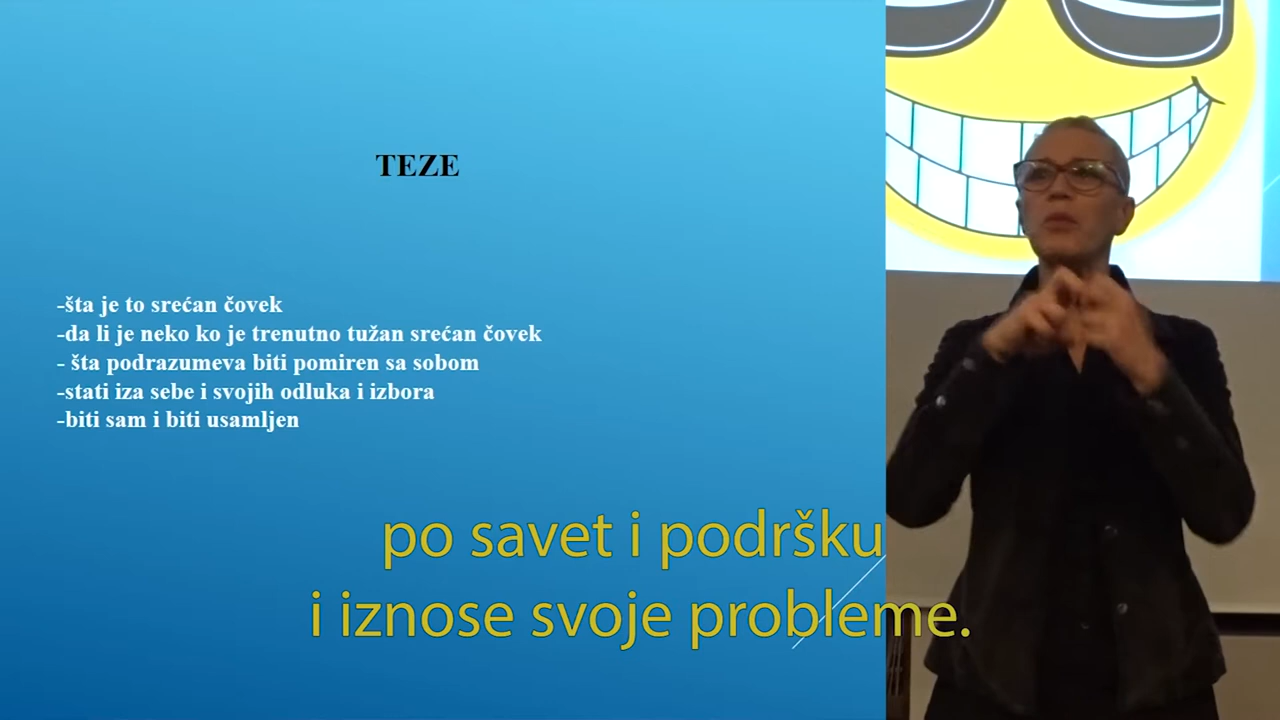 TEZE
-šta je to srećan čovek
-da li je neko ko je trenutno tužan srećan čovek
- šta podrazumeva biti pomiren sa sobom
-stati iza sebe i svojih odluka i izbora
-biti sam i biti usamljen
po savet i podršku
i iznose svoje probleme.